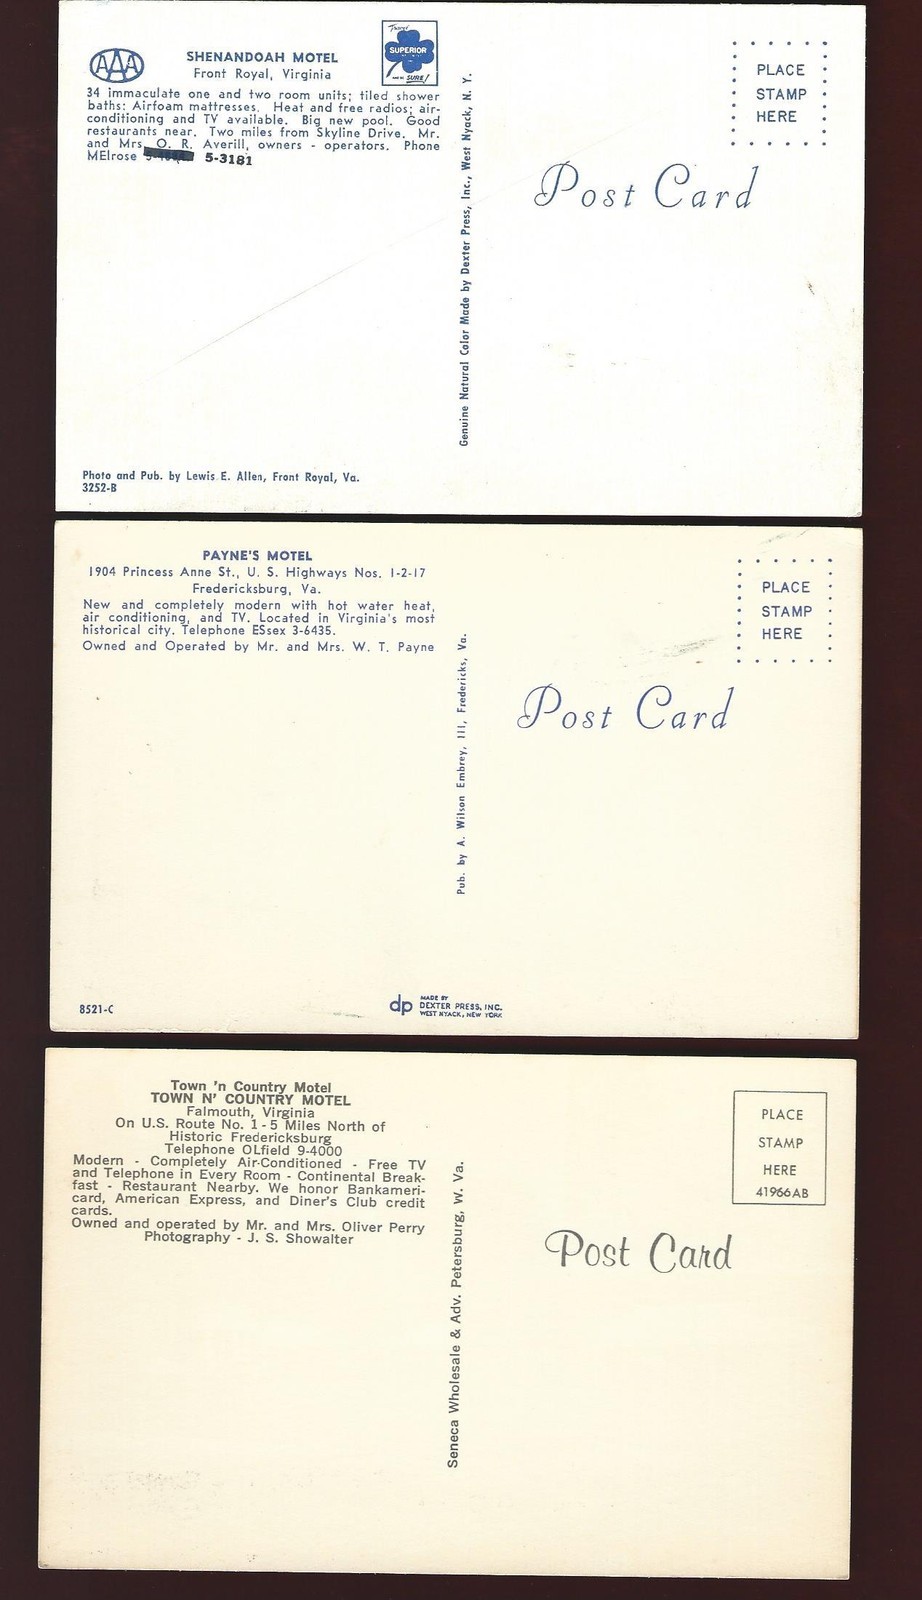 AAA
SHENANDOAH MOTEL
Front Royal, Virginia
Travel
SUPERIOR
and be SURE!
34 immaculate one and two room units; tiled shower
baths: Airfoam mattresses. Heat and free radios; air-
conditioning and TV available. Big new pool. Good
restaurants near. Two miles from Skyline Drive. Mr.
and Mrs. O. R. Averill, owners - operators. Phone
MElrose 5-3181
Photo and Pub. by Lewis E. Allen, Front Royal, Va.
3252-B
Genuine Natural Color Made by Dexter Press, Inc., West Nyack, N. Y.
PLACE
STAMP
HERE
Post Card
PAYNE'S MOTEL
1904 Princess Anne St., U. S. Highways Nos. 1-2-17
Fredericksburg, Va.
New and completely modern with hot water heat,
air conditioning, and TV. Located in Virginia's most
historical city. Telephone ESsex 3-6435.
Owned and Operated by Mr. and Mrs. W. T. Payne
8521-C
Pub. by A. Wilson Embrey, III, Fredericks, Va.
dp MADE BY
DEXTER PRESS, INC.
WEST NYACK, NEW YORK
PLACE
STAMP
HERE
Post Card
Town 'n Country Motel
TOWN N' COUNTRY MOTEL
Falmouth, Virginia
On U.S. Route No. 1 - 5 Miles North of
Historic Fredericksburg
Telephone OLfield 9-4000
Modern - Completely Air-Conditioned - Free TV
and Telephone in Every Room - Continental Break-
fast - Restaurant Nearby. We honor Bankameri-
card, American Express, and Diner's Club credit
cards.
Owned and operated by Mr. and Mrs. Oliver Perry
Photography - J. S. Showalter
Seneca Wholesale & Adv. Petersburg, W. Va.
PLACE
STAMP
HERE
41966AB
Post Card